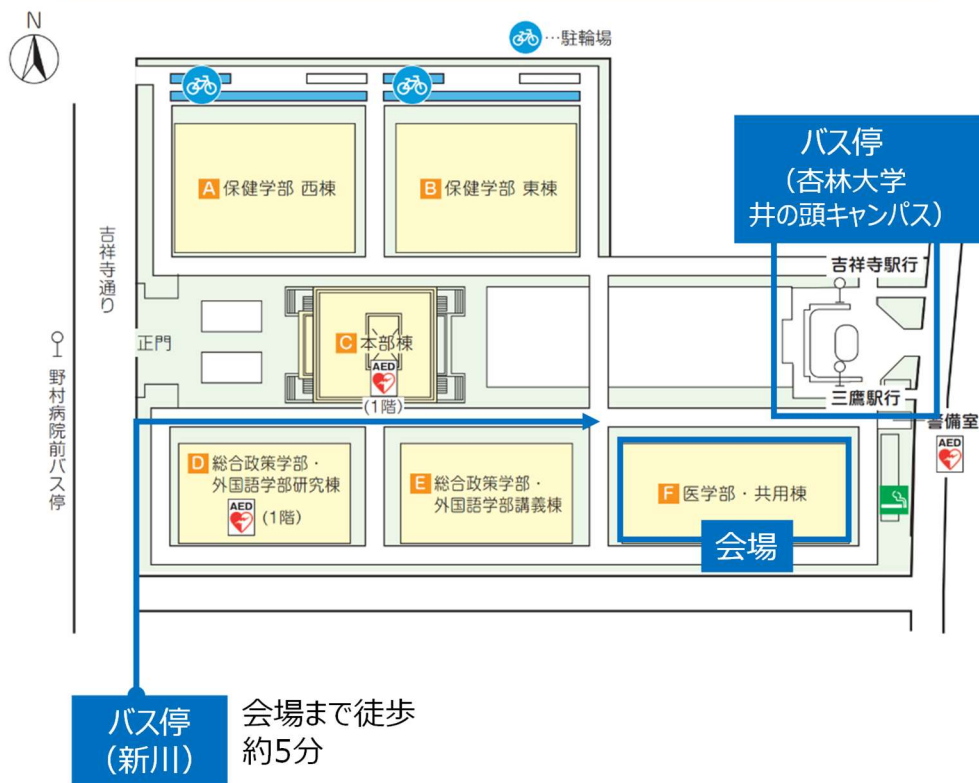 N
…駐輪場
A 保健学部 西棟
B 保健学部 東棟
バス停
（杏林大学
井の頭キャンパス）
吉祥寺通り
吉祥寺駅行
正門
C 本部棟
AED
(1階)
野村病院前バス停
三鷹駅行
警備室
AED
D 総合政策学部・
外国語学部研究棟
AED (1階)
E 総合政策学部・
外国語学部講義棟
F 医学部・共用棟
会場
バス停
（新川）
会場まで徒歩
約5分